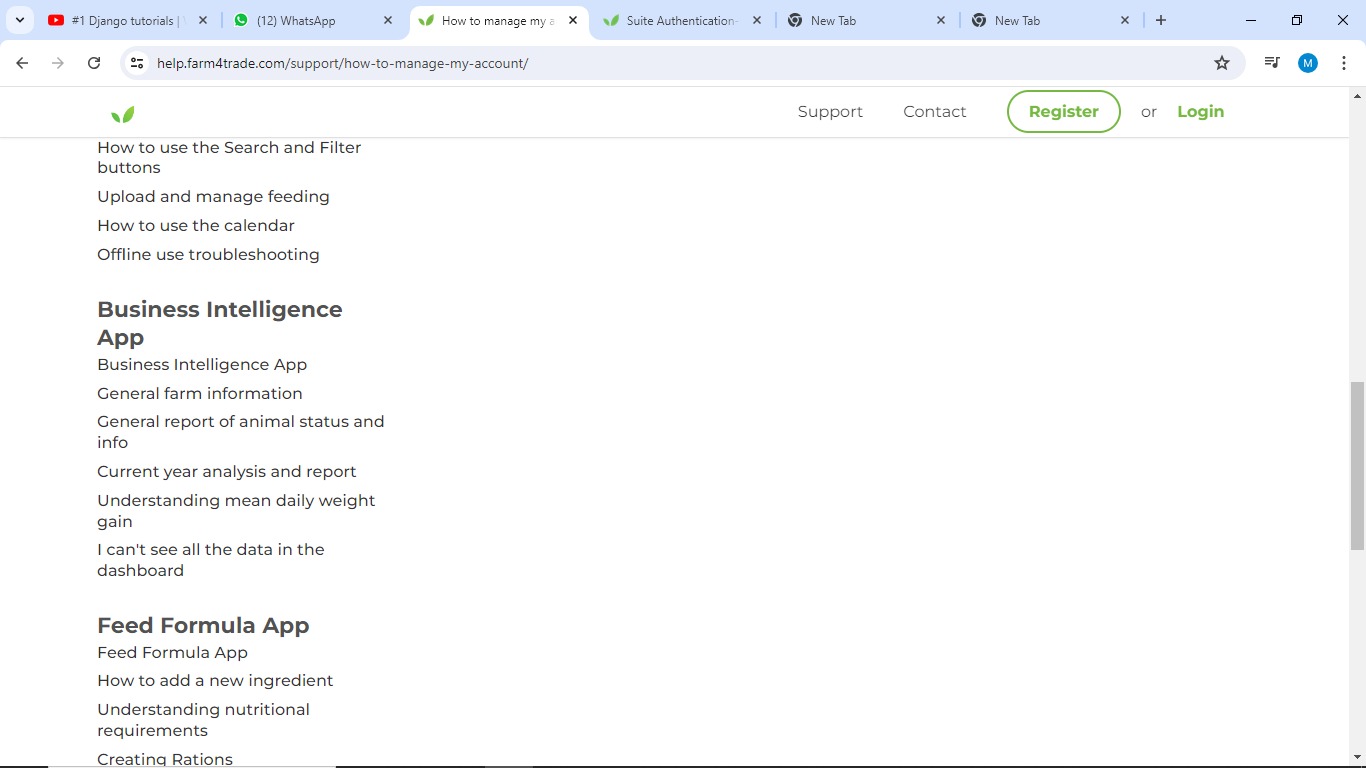 #1 Django tutorials |
(12) WhatsApp
How to manage my a
Suite Authentication-
New Tab
New Tab
help.farm4trade.com/support/how-to-manage-my-account/
M
Support
Contact
Register
or
Login
How to use the Search and Filter
buttons
Upload and manage feeding
How to use the calendar
Offline use troubleshooting
Business Intelligence
App
Business Intelligence App
General farm information
General report of animal status and
info
Current year analysis and report
Understanding mean daily weight
gain
I can't see all the data in the
dashboard
Feed Formula App
Feed Formula App
How to add a new ingredient
Understanding nutritional
requirements
Creating Rations